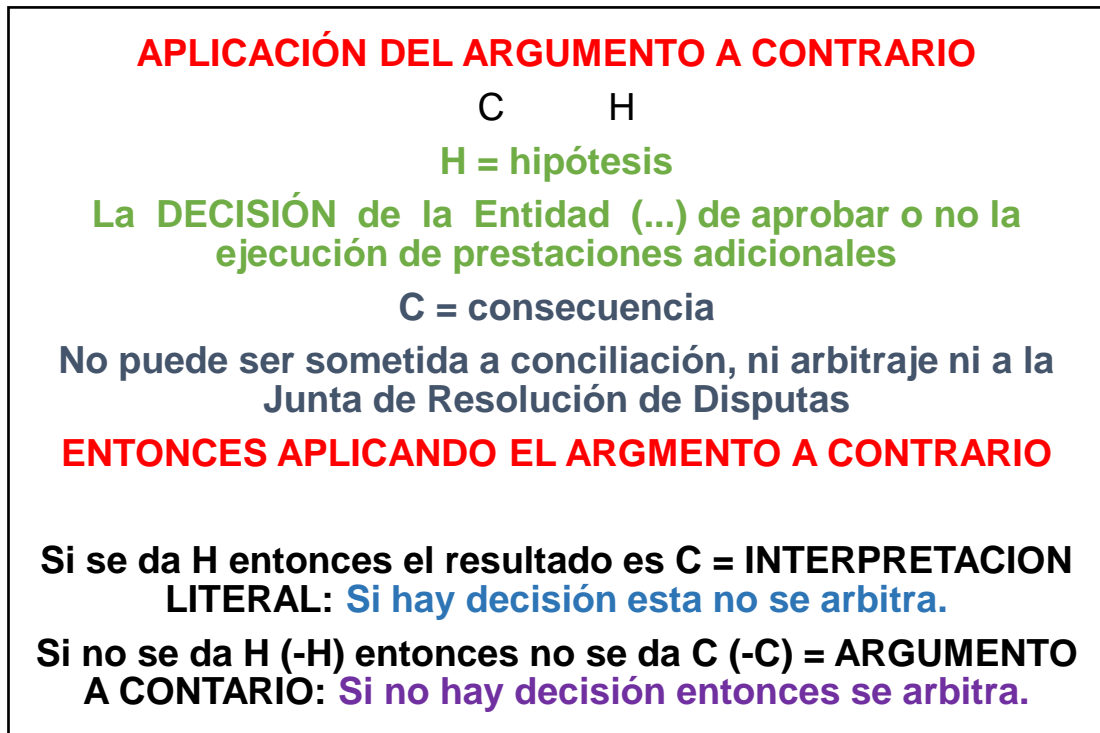 APLICACIÓN DEL ARGUMENTO A CONTRARIO
C H
H = hipótesis
La DECISIÓN de la Entidad (...) de aprobar o no la
ejecución de prestaciones adicionales
C = consecuencia
No puede ser sometida a conciliación, ni arbitraje ni a la
Junta de Resolución de Disputas
ENTONCES APLICANDO EL ARGMENTO A CONTRARIO
Si se da H entonces el resultado es C = INTERPRETACION
LITERAL: Si hay decisión esta no se arbitra.
Si no se da H (-H) entonces no se da C (-C) = ARGUMENTO
A CONTARIO: Si no hay decisión entonces se arbitra.